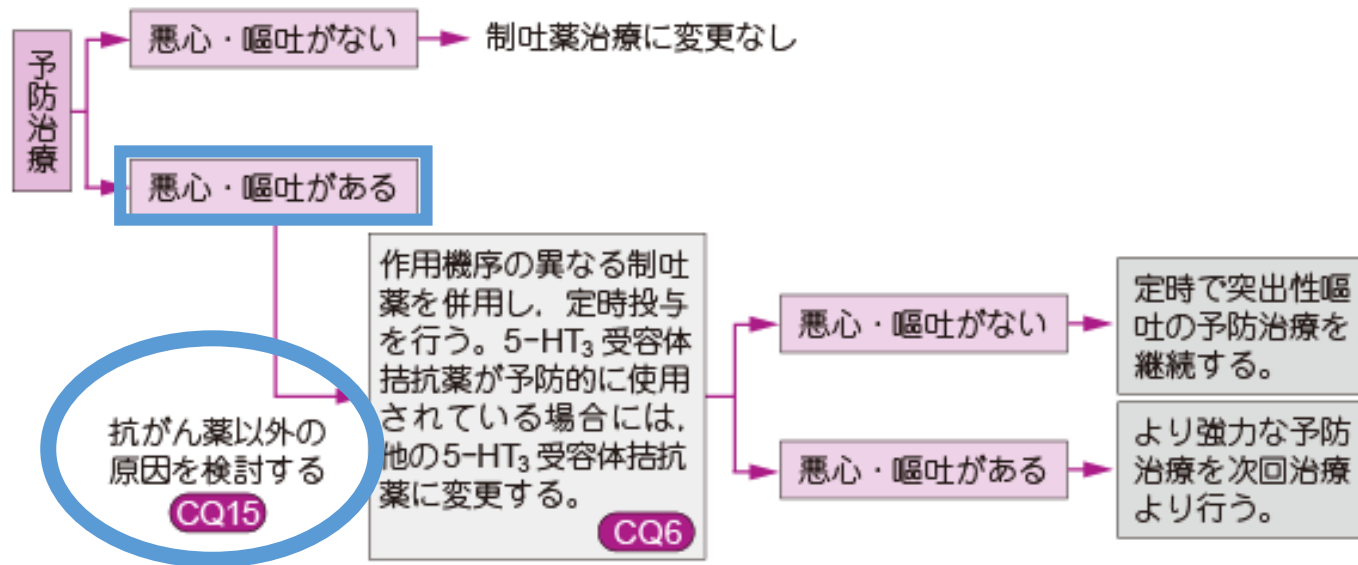 予防治療
悪心・嘔吐がない
制吐薬治療に変更なし
悪心・嘔吐がある
抗がん薬以外の
原因を検討する
CQ15
作用機序の異なる制吐
薬を併用し，定時投与
を行う。5-HT₃ 受容体
拮抗薬が予防的に使用
されている場合には，
他の5-HT₃ 受容体拮抗
薬に変更する。
CQ6
悪心・嘔吐がない
定時で突出性嘔
吐の予防治療を
継続する。
悪心・嘔吐がある
より強力な予防
治療を次回治療
より行う。